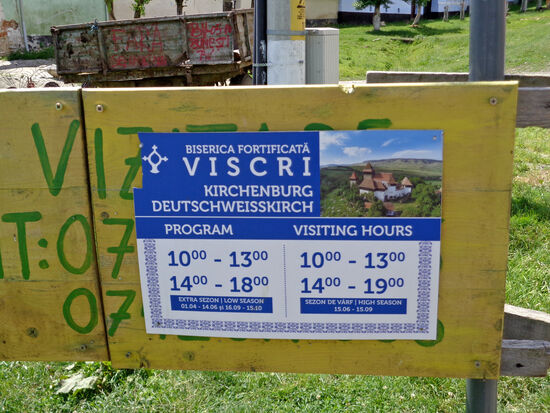 BISERICA FORTIFICATĂ
VISCRI
KIRCHENBURG
DEUTSCHWEISSKIRCH
PROGRAM
10⁰⁰ - 13⁰⁰
14⁰⁰ - 18⁰⁰
EXTRA SEZON | LOW SEASON
01.04 - 14.06 și 16.09 - 15.10
VISITING HOURS
10⁰⁰ - 13⁰⁰
14⁰⁰ - 19⁰⁰
SEZON DE VÂRF | HIGH SEASON
15.06 - 15.09